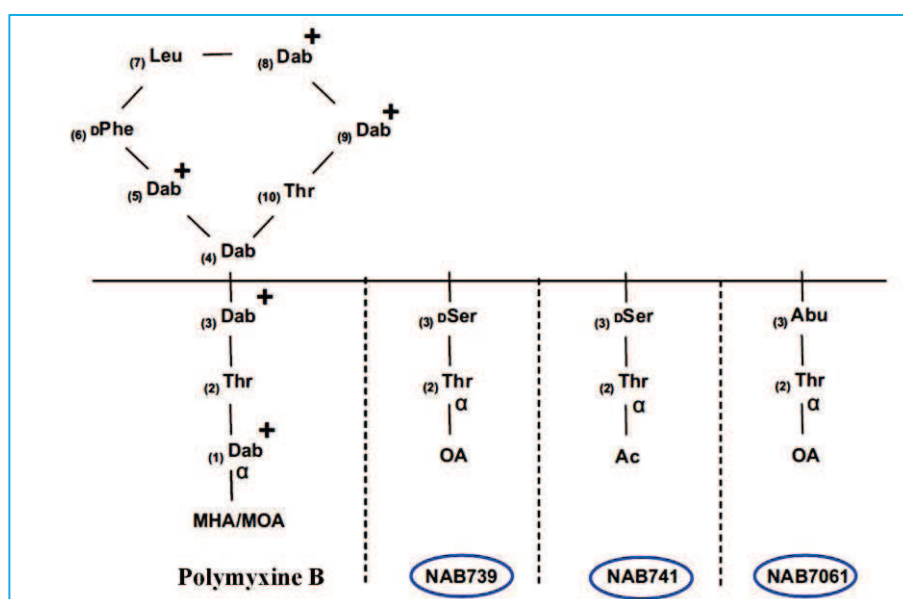 (7) Leu — (8) Dab +
(6) DPhe (9) Dab +
(5) Dab + (10) Thr
(4) Dab
(3) Dab + (3) DSer (3) DSer (3) Abu
(2) Thr (2) Thr (2) Thr (2) Thr
α α α
(1) Dab + OA Ac OA
α
MHA/MOA
Polymyxine B NAB739 NAB741 NAB7061